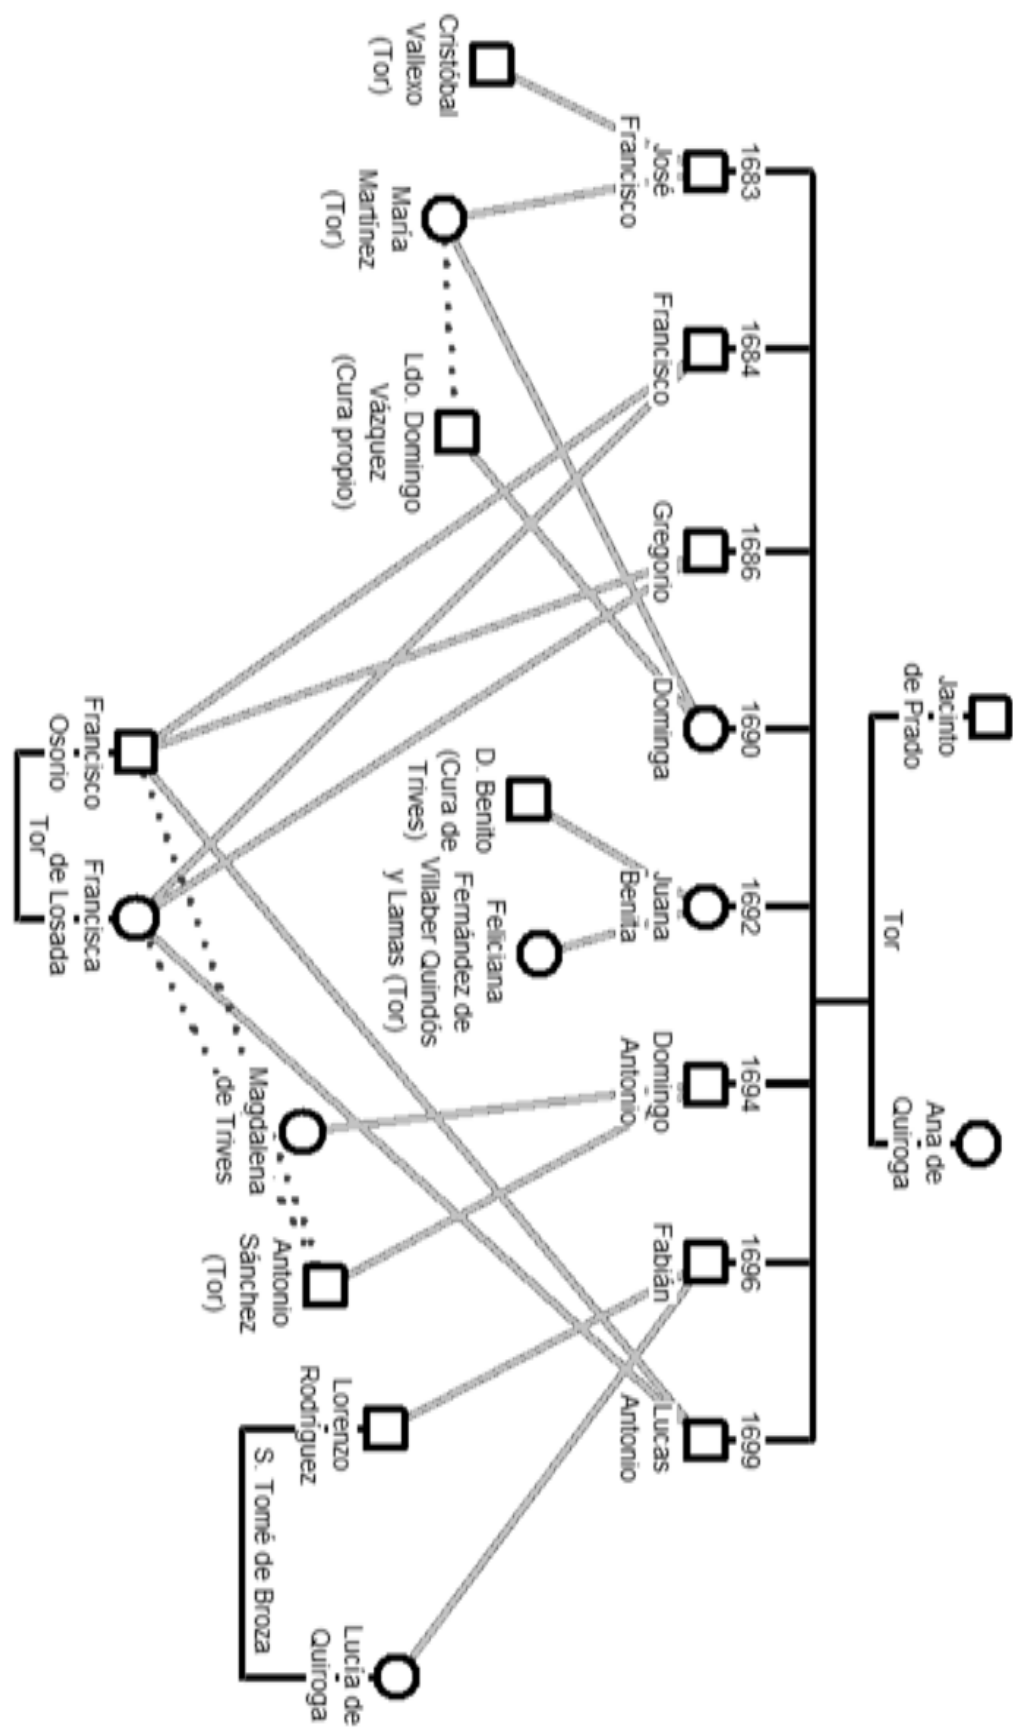 Jacinto
de Prado
Tor
Ana de
Quiroga
1683
1684
1686
1690
1692
1694
1696
1699
José
Francisco
Francisco
Gregorio
Dominga
Juana
Benita
Domingo
Antonio
Fabián
Lucas
Antonio
Cristóbal
Vallexo
(Tor)
María
Martínez
(Tor)
Ldo. Domingo
Vázquez
(Cura propio)
D. Benito
(Cura de
Trives)
Feliciana
Fernández de
Villaber Quindós
y Lamas (Tor)
Magdalena
de Trives
Antonio
Sánchez
(Tor)
Lorenzo
Rodríguez
S. Tomé de Broza
Lucía de
Quiroga
Francisco
Osorio
Tor
Francisca
de Losada